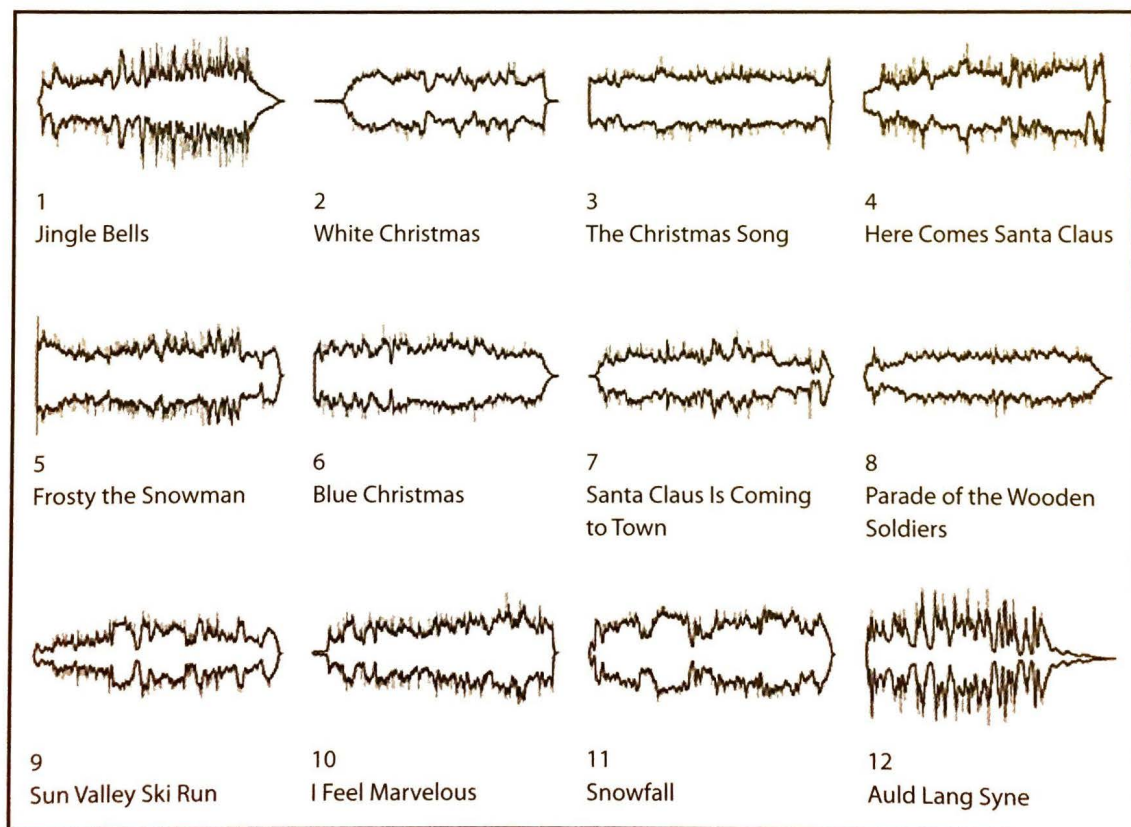 1
Jingle Bells
2
White Christmas
3
The Christmas Song
4
Here Comes Santa Claus
5
Frosty the Snowman
6
Blue Christmas
7
Santa Claus Is Coming
to Town
8
Parade of the Wooden
Soldiers
9
Sun Valley Ski Run
10
I Feel Marvelous
11
Snowfall
12
Auld Lang Syne